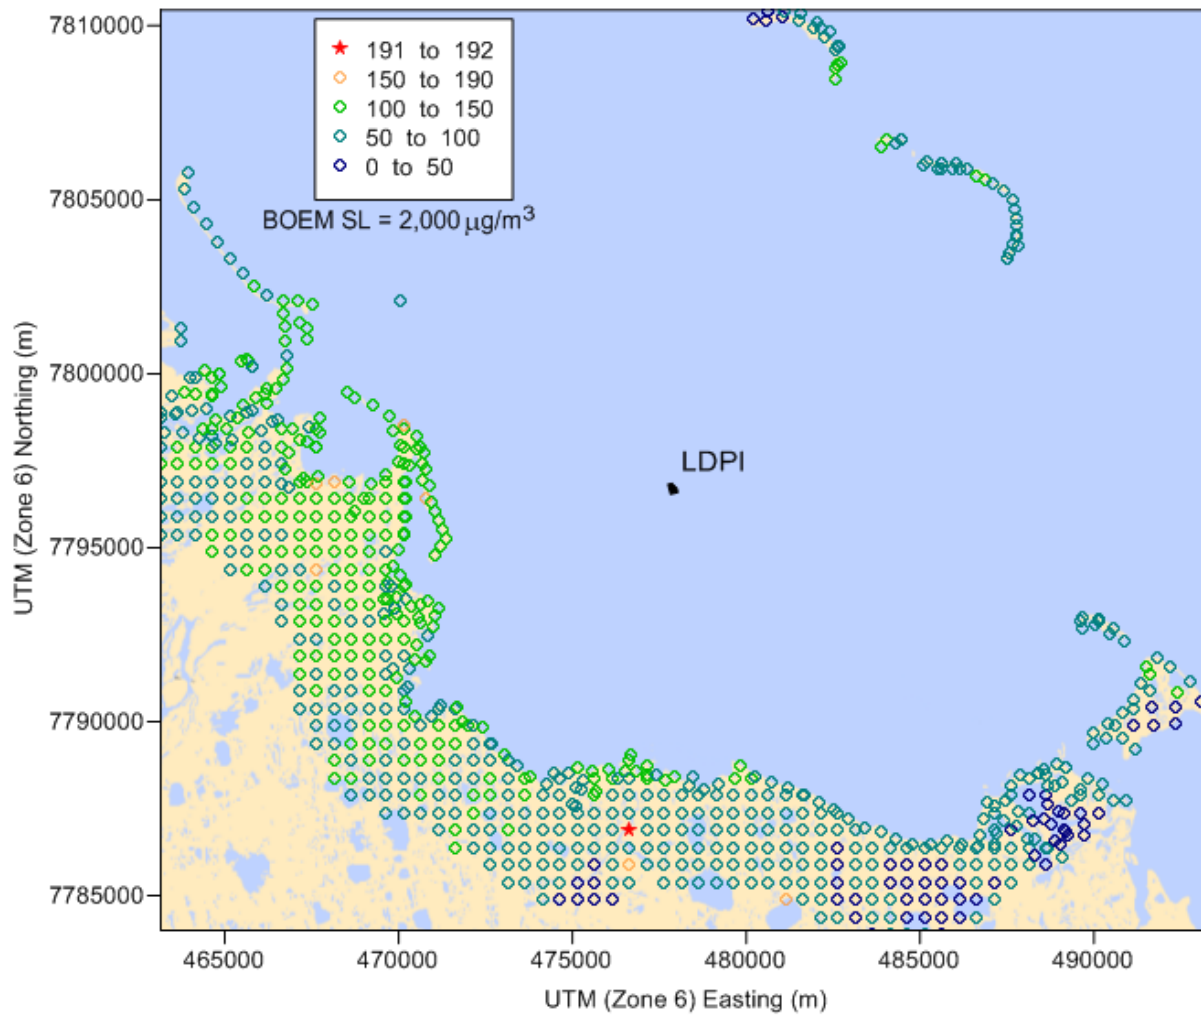 7810000
7805000
7800000
7795000
7790000
7785000
UTM (Zone 6) Northing (m)
191 to 192
150 to 190
100 to 150
50 to 100
0 to 50
BOEM SL = 2,000 µg/m³
LDPI
465000 470000 475000 480000 485000 490000
UTM (Zone 6) Easting (m)